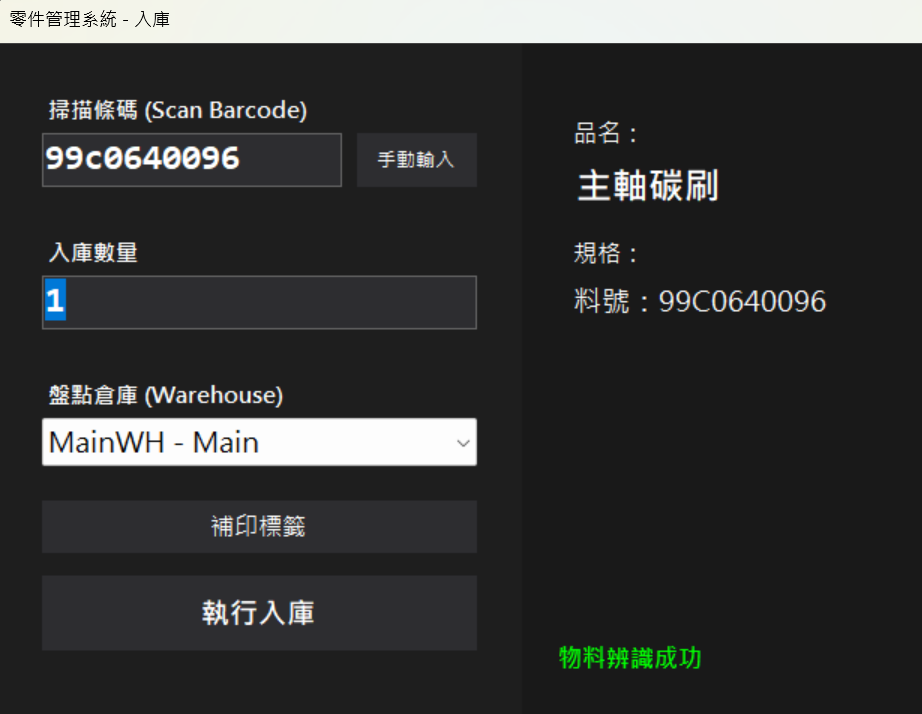 零件管理系統 - 入庫
掃描條碼 (Scan Barcode)
99c0640096
手動輸入
入庫數量
1
盤點倉庫 (Warehouse)
MainWH - Main
補印標籤
執行入庫
品名：
主軸碳刷
規格：
料號：99C0640096
物料辨識成功